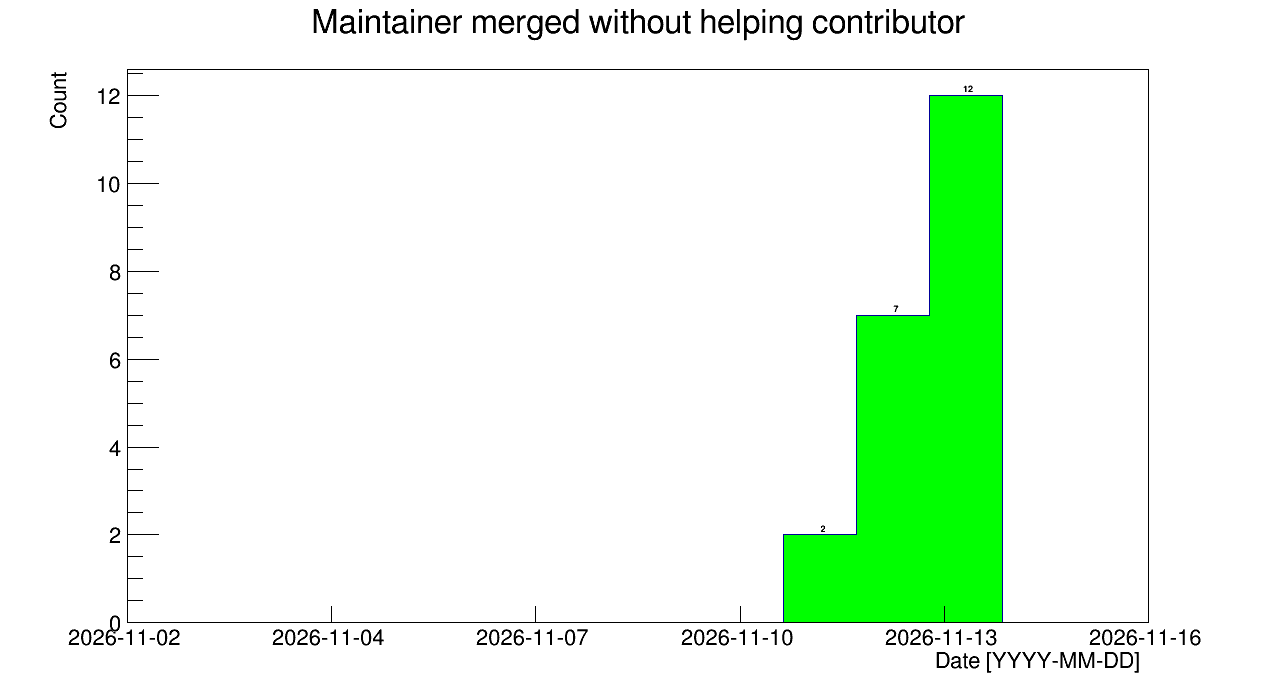 Maintainer merged without helping contributor
Count
12
10
8
6
4
2
0
12
7
2
2026-11-02 2026-11-04 2026-11-07 2026-11-10 2026-11-13 2026-11-16
Date [YYYY-MM-DD]